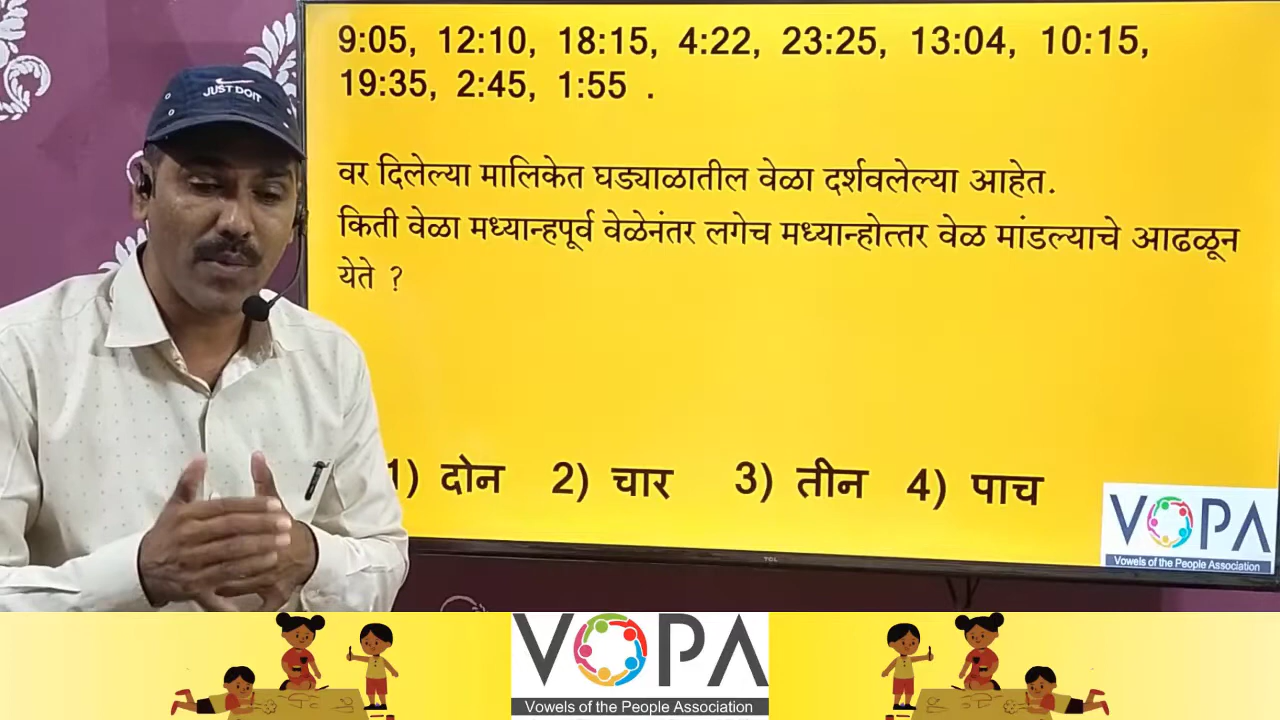 9:05, 12:10, 18:15, 4:22, 23:25, 13:04, 10:15,
19:35, 2:45, 1:55 .
वर दिलेल्या मालिकेत घड्याळातील वेळा दर्शवलेल्या आहेत.
किती वेळा मध्यान्हपूर्व वेळेनंतर लगेच मध्यान्होत्तर वेळ मांडल्याचे आढळून
येते ?
1) दोन 2) चार 3) तीन 4) पाच
JUST DO IT
VOPA
Vowels of the People Association
TCL
VOPA
Vowels of the People Association